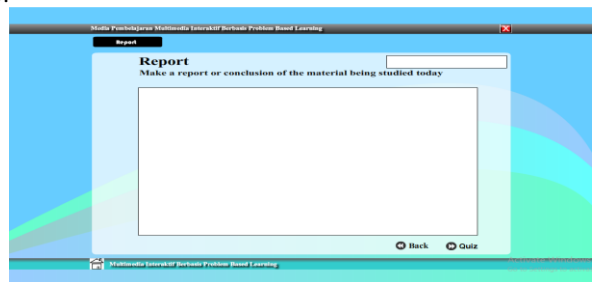 Media Pembelajaran Multimedia Interaktif Berbasis Problem Based Learning
Report
Report
Make a report or conclusion of the material being studied today
Back Quiz
Multimedia Interaktif Berbasis Problem Based Learning